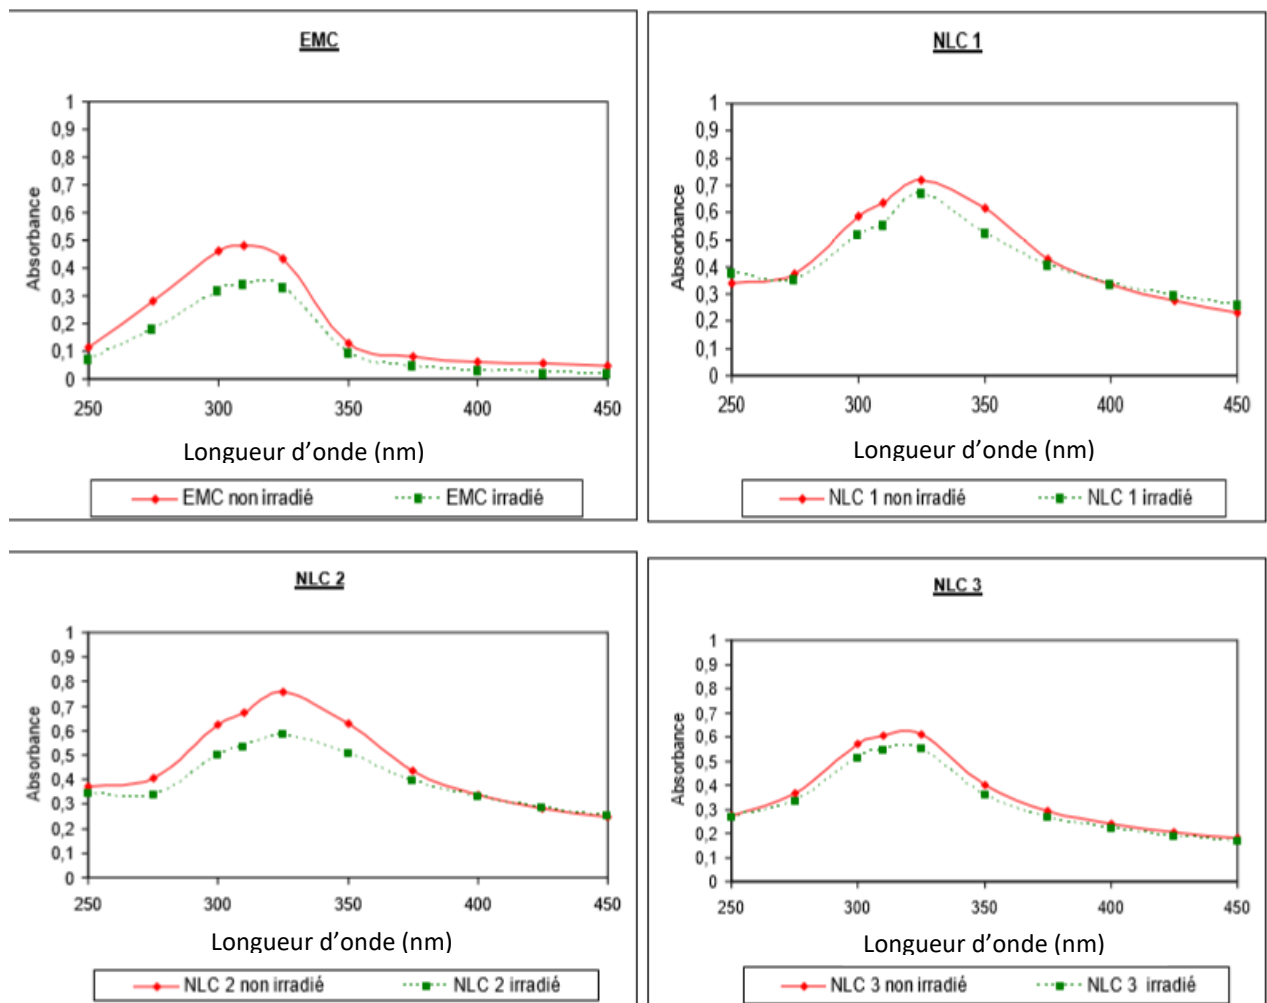 EMC
1
0,9
0,8
0,7
0,6
0,5
0,4
0,3
0,2
0,1
0
Absorbance
250 300 350 400 450
Longueur d’onde (nm)
EMC non irradié EMC irradié
NLC 1
1
0,9
0,8
0,7
0,6
0,5
0,4
0,3
0,2
0,1
0
Absorbance
250 300 350 400 450
Longueur d’onde (nm)
NLC 1 non irradié NLC 1 irradié
NLC 2
1
0,9
0,8
0,7
0,6
0,5
0,4
0,3
0,2
0,1
0
Absorbance
250 300 350 400 450
Longueur d’onde (nm)
NLC 2 non irradié NLC 2 irradié
NLC 3
1
0,9
0,8
0,7
0,6
0,5
0,4
0,3
0,2
0,1
0
Absorbance
250 300 350 400 450
Longueur d’onde (nm)
NLC 3 non irradié NLC 3 irradié